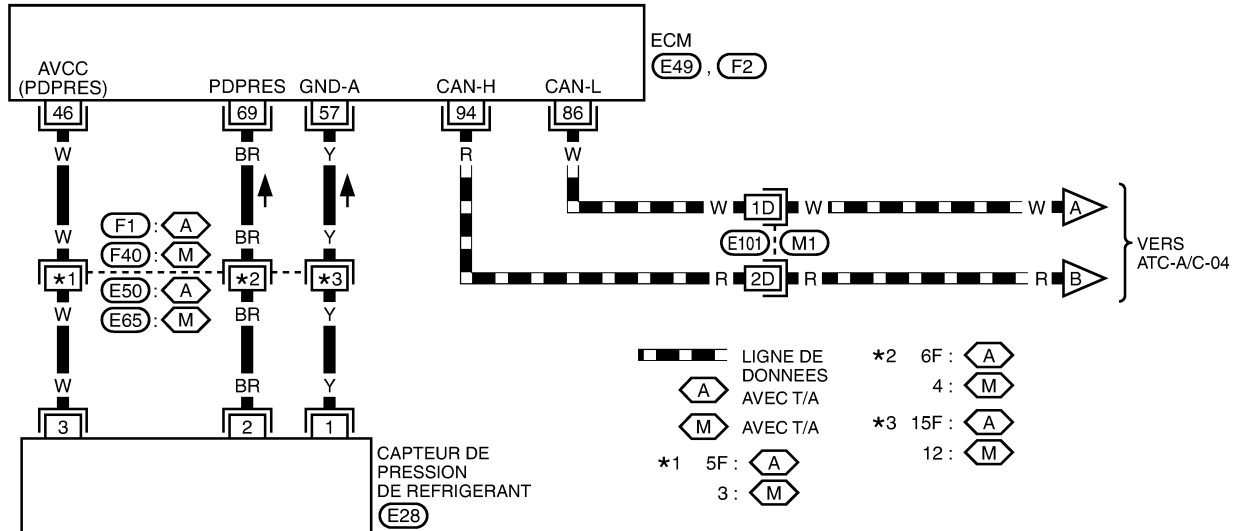 ECM
E49 , F2
AVCC
(PDPRES) PDPRES GND-A CAN-H CAN-L
46 69 57 94 86
W BR Y R W
W 1D W W A
F1 : A
F40 : M
E101 M1
VERS
ATC-A/C-04
W BR Y
R 2D R R B
*1 *2 *3
E50 : A
E65 : M
W BR Y
LIGNE DE
DONNEES
A AVEC T/A
M AVEC T/A
*1 5F : A
3 : M
*2 6F : A
4 : M
*3 15F : A
12 : M
W BR Y
3 2 1
CAPTEUR DE
PRESSION
DE REFRIGERANT
E28